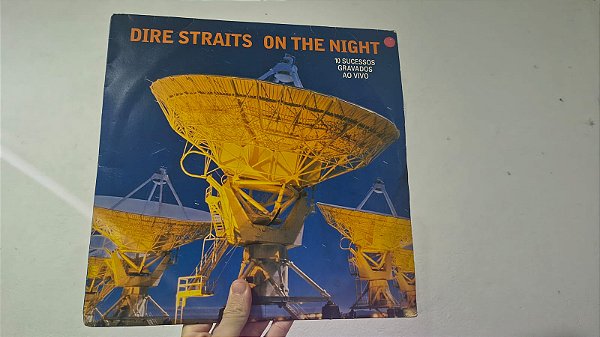 DIRE STRAITS ON THE NIGHT
10 SUCESSOS
GRAVADOS
AO VIVO